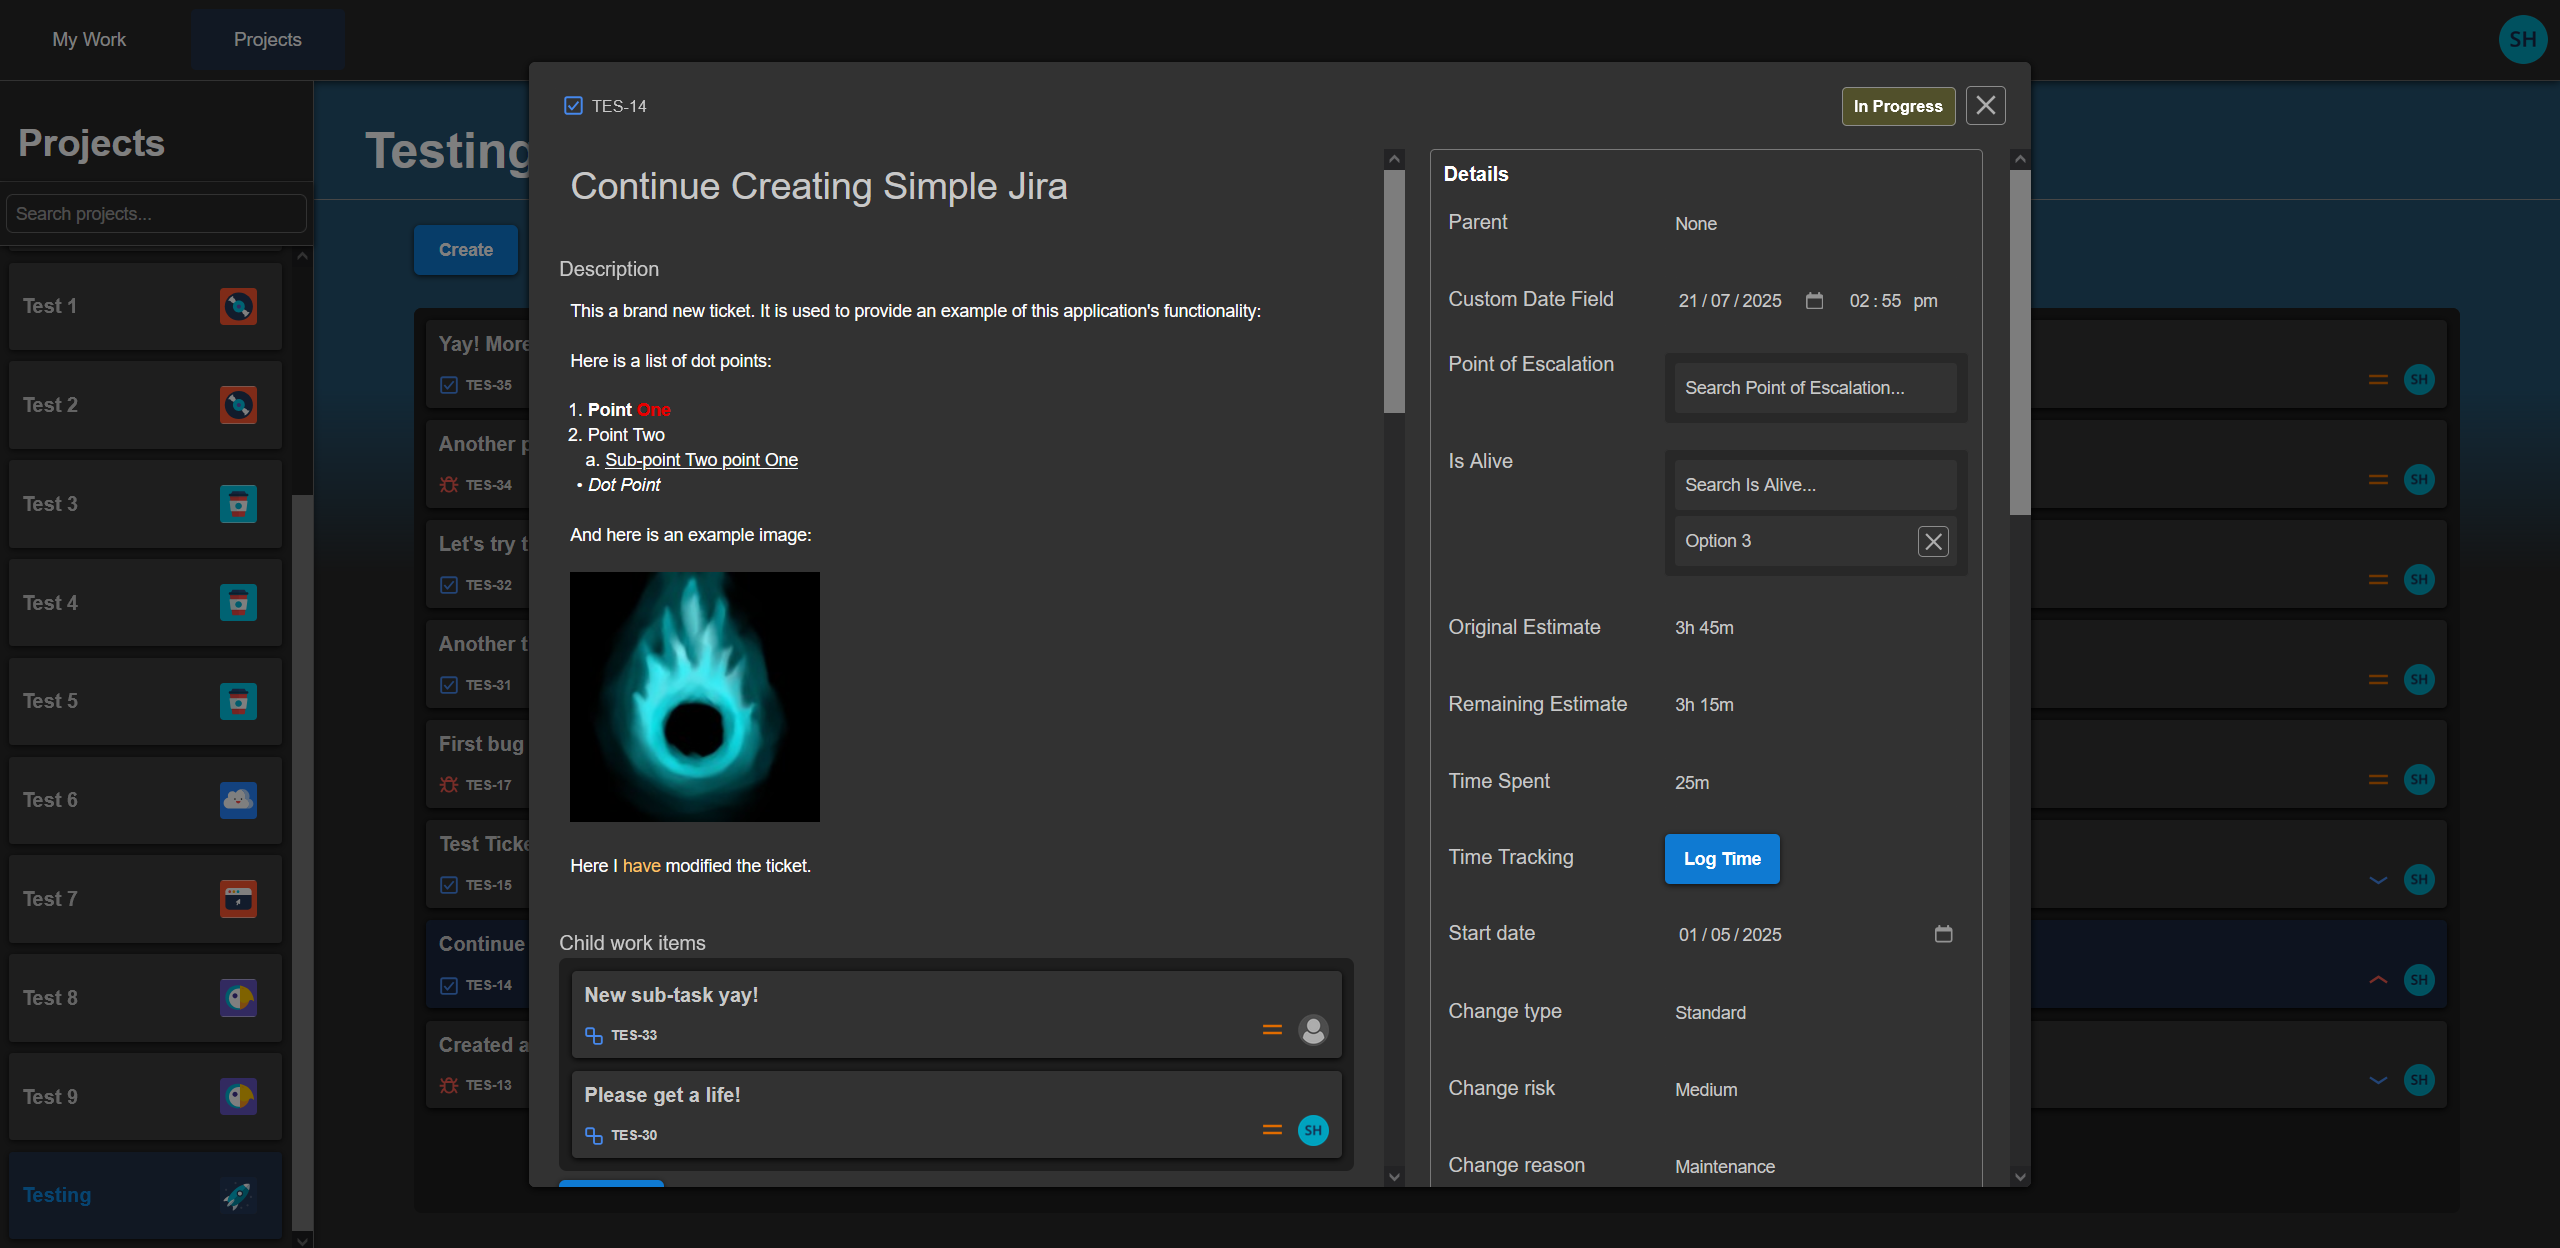 My Work
Projects
SH
Projects
Search projects...
Test 1
Test 2
Test 3
Test 4
Test 5
Test 6
Test 7
Test 8
Test 9
Testing
Testing
Create
Yay! More
TES-35
SH
Another p
TES-34
SH
Let's try t
TES-32
SH
Another t
TES-31
SH
First bug
TES-17
SH
Test Ticke
TES-15
SH
Continue
TES-14
SH
Created a
TES-13
SH
TES-14
In Progress
Continue Creating Simple Jira
Description
This a brand new ticket. It is used to provide an example of this application's functionality:
Here is a list of dot points:
1. Point One
2. Point Two
a. Sub-point Two point One
• Dot Point
And here is an example image:
Here I have modified the ticket.
Child work items
New sub-task yay!
TES-33
Please get a life!
TES-30
SH
Details
Parent None
Custom Date Field 21 / 07 / 2025 02 : 55 pm
Point of Escalation Search Point of Escalation...
Is Alive Search Is Alive...
Option 3
Original Estimate 3h 45m
Remaining Estimate 3h 15m
Time Spent 25m
Time Tracking Log Time
Start date 01 / 05 / 2025
Change type Standard
Change risk Medium
Change reason Maintenance